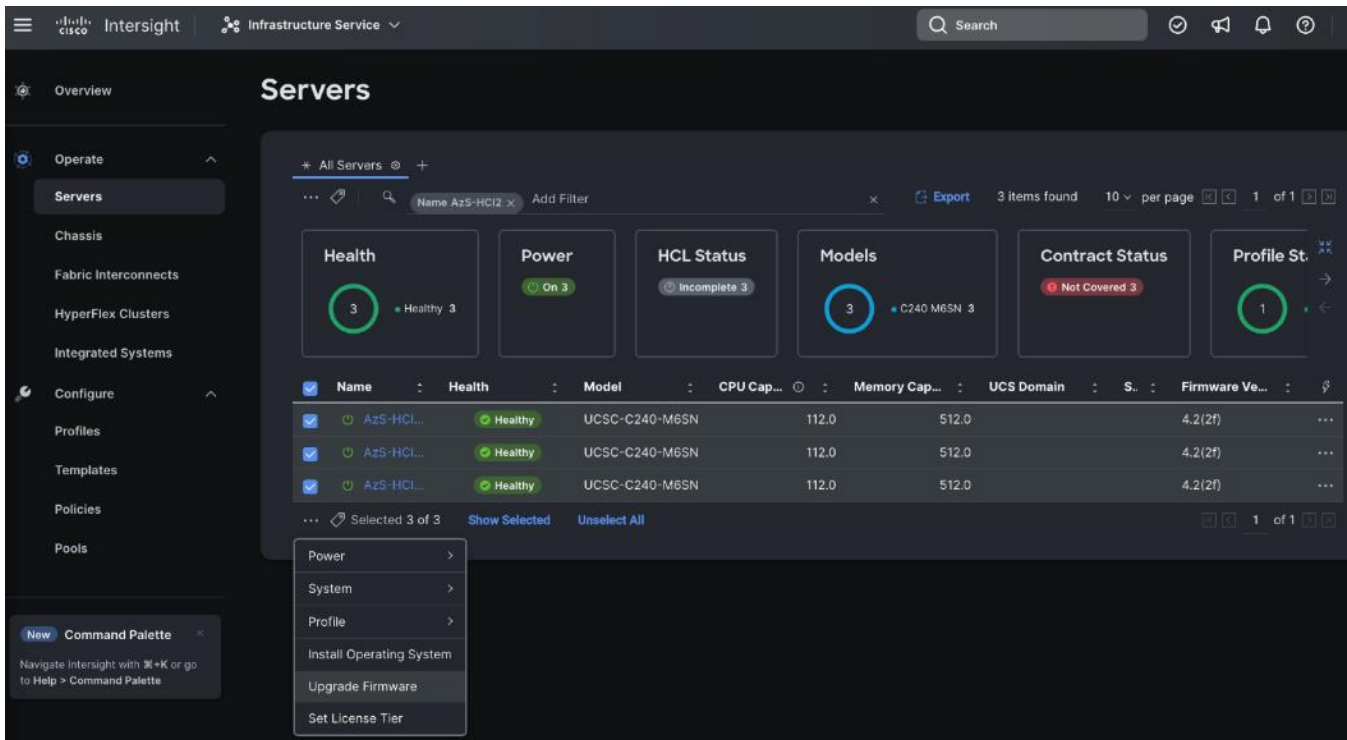 cisco Intersight Infrastructure Service Search
Overview
Operate
Servers
Chassis
Fabric Interconnects
HyperFlex Clusters
Integrated Systems
Configure
Profiles
Templates
Policies
Pools
New Command Palette
Navigate Intersight with ⌘+K or go
to Help > Command Palette
Servers
All Servers
Name AzS-HCI2 Add Filter Export 3 items found 10 per page 1 of 1
Health Power HCL Status Models Contract Status Profile St
3 Healthy 3 On 3 Incomplete 3 3 C240 M6SN 3 Not Covered 3 1
Name Health Model CPU Cap... Memory Cap... UCS Domain S.. Firmware Ve...
AzS-HCI... Healthy UCSC-C240-M6SN 112.0 512.0 4.2(2f)
AzS-HCI... Healthy UCSC-C240-M6SN 112.0 512.0 4.2(2f)
AzS-HCI... Healthy UCSC-C240-M6SN 112.0 512.0 4.2(2f)
Selected 3 of 3 Show Selected Unselect All 1 of 1
Power
System
Profile
Install Operating System
Upgrade Firmware
Set License Tier